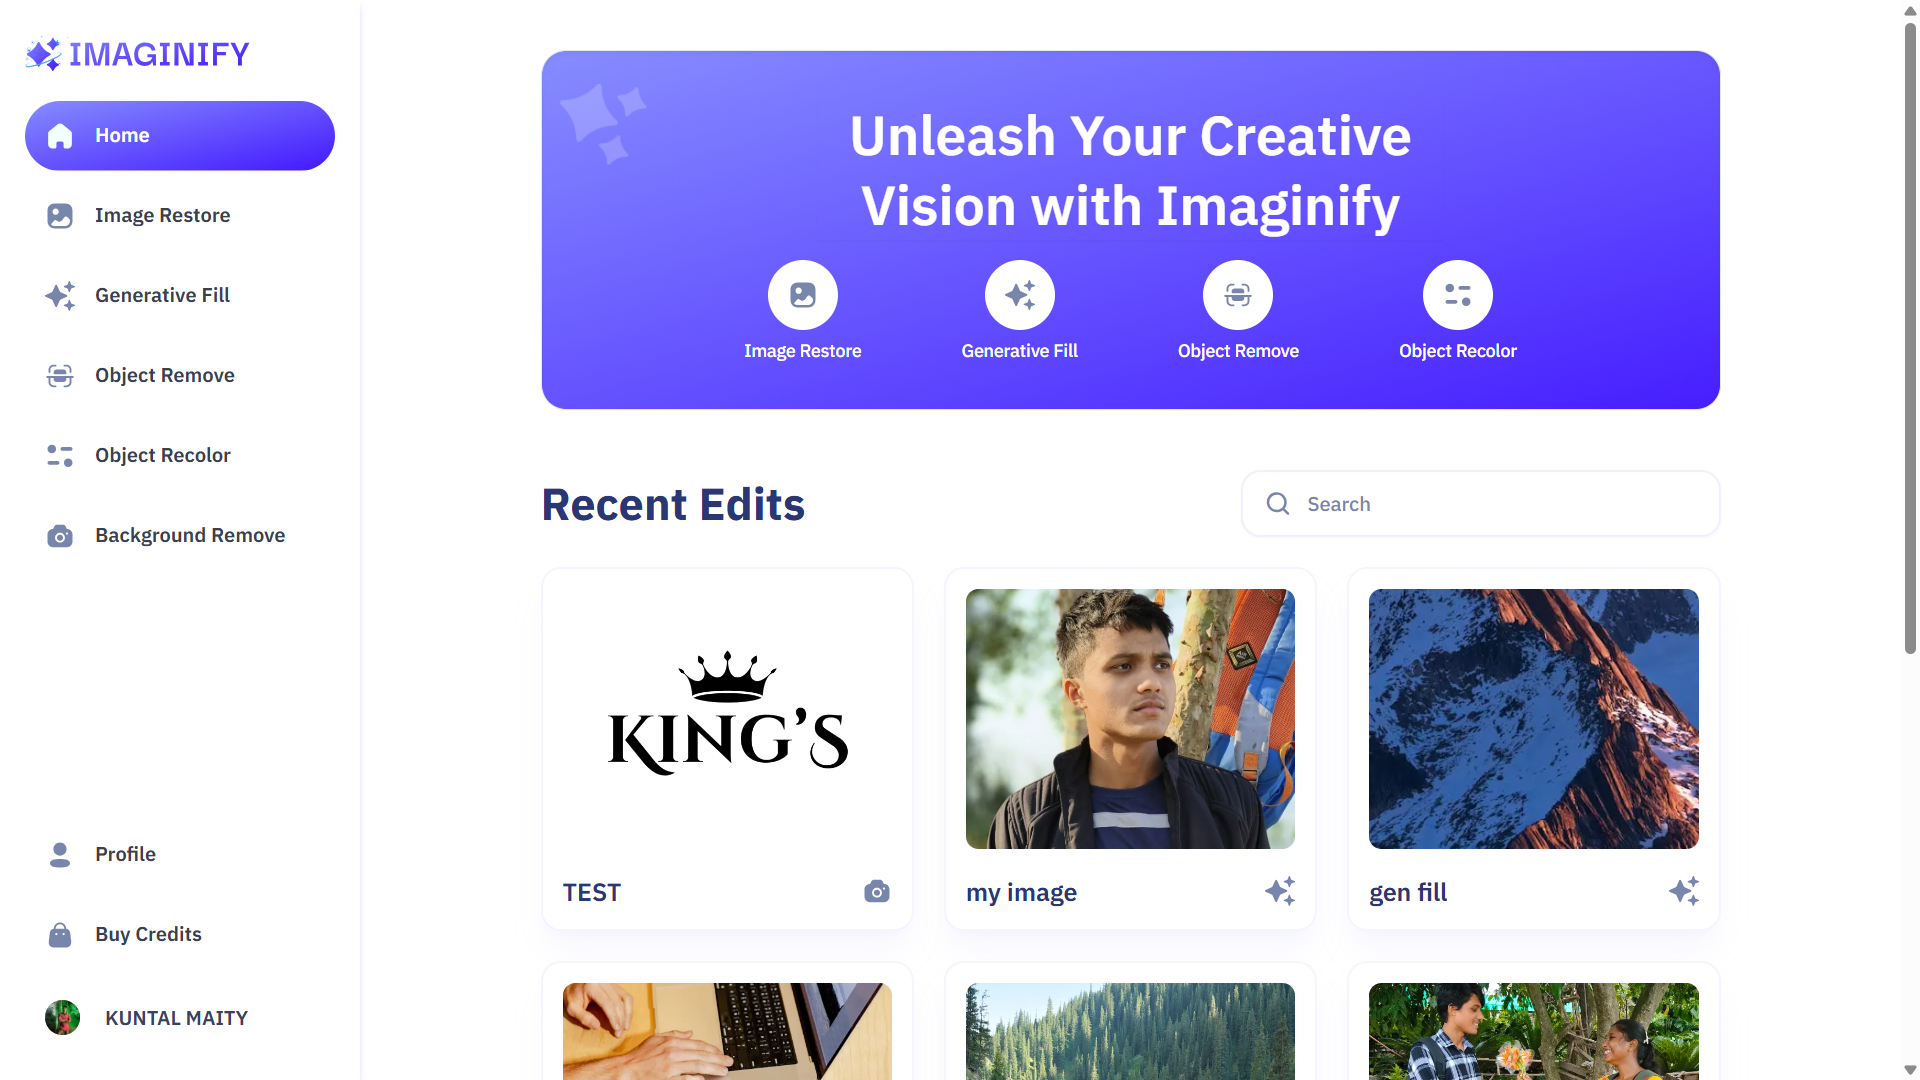 IMAGINIFY
Home
Image Restore
Generative Fill
Object Remove
Object Recolor
Background Remove
Profile
Buy Credits
KUNTAL MAITY
Unleash Your Creative
Vision with Imaginify
Image Restore
Generative Fill
Object Remove
Object Recolor
Recent Edits
Search
KING'S
TEST
my image
gen fill